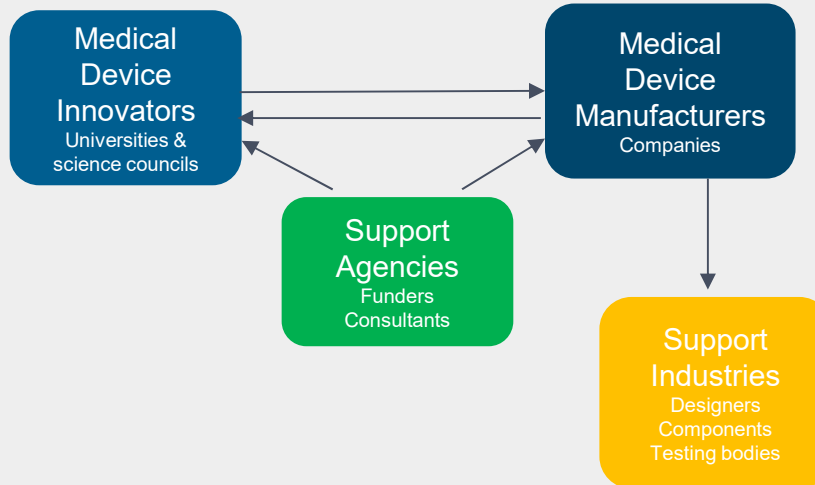 Medical
Device
Innovators
Universities &
science councils
Medical
Device
Manufacturers
Companies
Support
Agencies
Funders
Consultants
Support
Industries
Designers
Components
Testing bodies